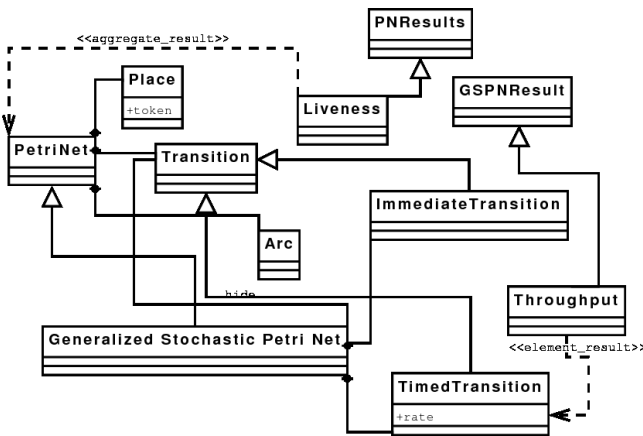 PNResults
<<aggregate_result>>
Place
+token
Liveness
GSPNResult
PetriNet
Transition
ImmediateTransition
Arc
hide
Throughput
Generalized Stochastic Petri Net
<<element_result>>
TimedTransition
+rate